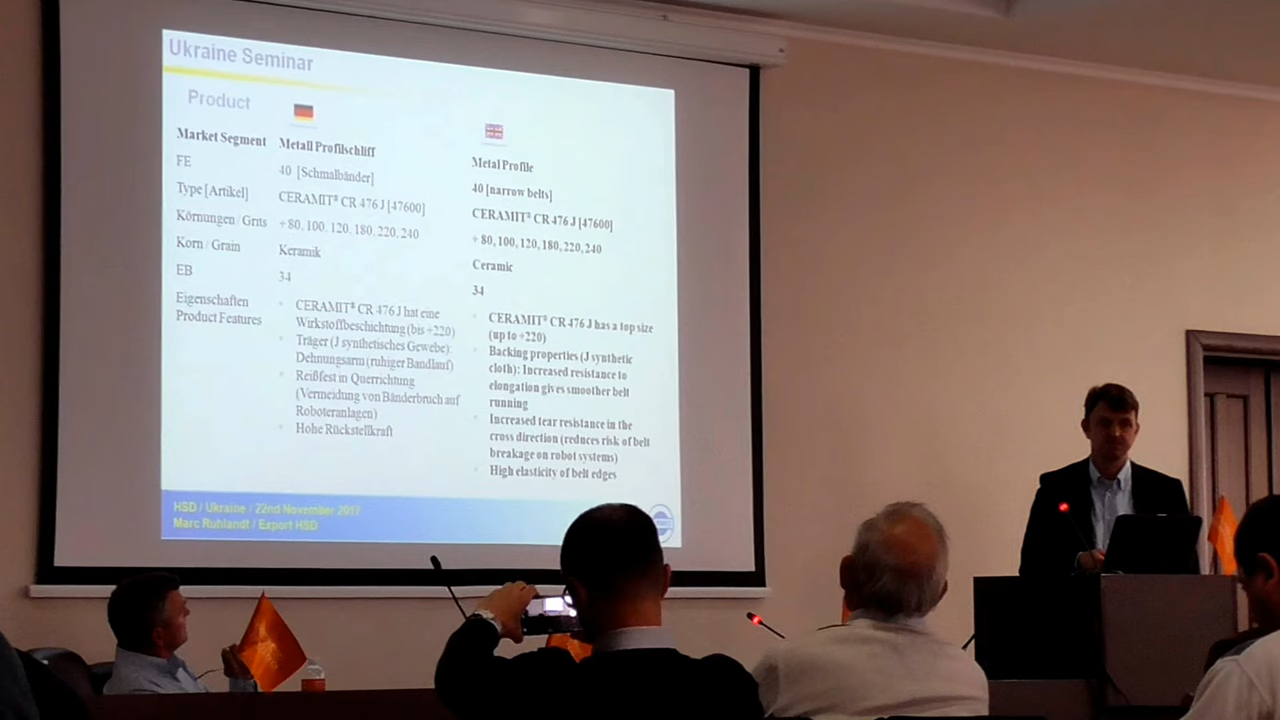 Ukraine Seminar
Product
Market Segment Metall Profilschliff Metal Profile
FE 40 [Schmalbänder] 40 [narrow belts]
Type [Artikel] CERAMIT® CR 476 J [47600] CERAMIT® CR 476 J [47600]
Körnungen / Grits +80, 100, 120, 180, 220, 240 +80, 100, 120, 180, 220, 240
Korn / Grain Keramik Ceramic
EB 34 34
Eigenschaften
Product Features
CERAMIT® CR 476 J hat eine
Wirkstoffbeschichtung (bis +220)
Träger (J synthetisches Gewebe):
Dehnungsarm (ruhiger Bandlauf)
Reißfest in Querrichtung
(Vermeidung von Bänderbruch auf
Roboteranlagen)
Hohe Rückstellkraft
CERAMIT® CR 476 J has a top size
(up to +220)
Backing properties (J synthetic
cloth): Increased resistance to
elongation gives smoother belt
running
Increased tear resistance in the
cross direction (reduces risk of belt
breakage on robot systems)
High elasticity of belt edges
HSD / Ukraine / 22nd November 2017
Marc Ruhlandt / Export HSD